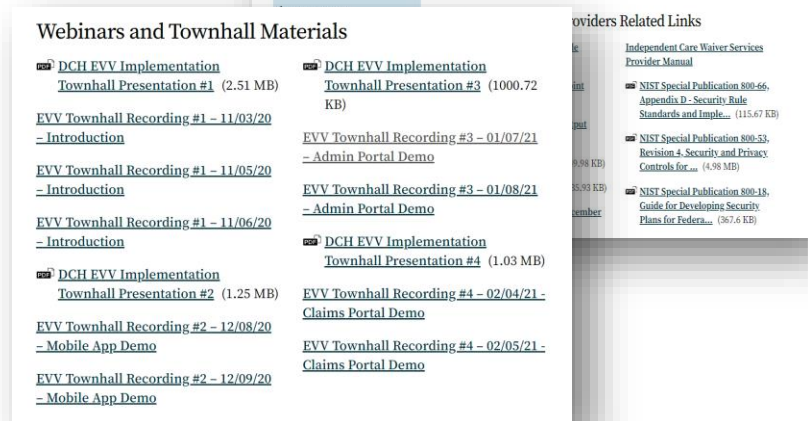 Webinars and Townhall Materials
DCH EVV Implementation
Townhall Presentation #1 (2.51 MB)
EVV Townhall Recording #1 – 11/03/20
– Introduction
EVV Townhall Recording #1 – 11/05/20
– Introduction
EVV Townhall Recording #1 – 11/06/20
– Introduction
DCH EVV Implementation
Townhall Presentation #2 (1.25 MB)
EVV Townhall Recording #2 – 12/08/20
– Mobile App Demo
EVV Townhall Recording #2 – 12/09/20
– Mobile App Demo
DCH EVV Implementation
Townhall Presentation #3 (1000.72
KB)
EVV Townhall Recording #3 – 01/07/21
– Admin Portal Demo
EVV Townhall Recording #3 – 01/08/21
– Admin Portal Demo
DCH EVV Implementation
Townhall Presentation #4 (1.03 MB)
EVV Townhall Recording #4 – 02/04/21 -
Claims Portal Demo
EVV Townhall Recording #4 – 02/05/21 -
Claims Portal Demo
Related Links
KB)
KB)
Independent Care Waiver Services
Provider Manual
NIST Special Publication 800-66,
Appendix D - Security Rule
Standards and Imple... (115.67 KB)
NIST Special Publication 800-53,
Revision 4, Security and Privacy
Controls for ... (4.98 MB)
NIST Special Publication 800-18,
Guide for Developing Security
Plans for Federa... (367.6 KB)